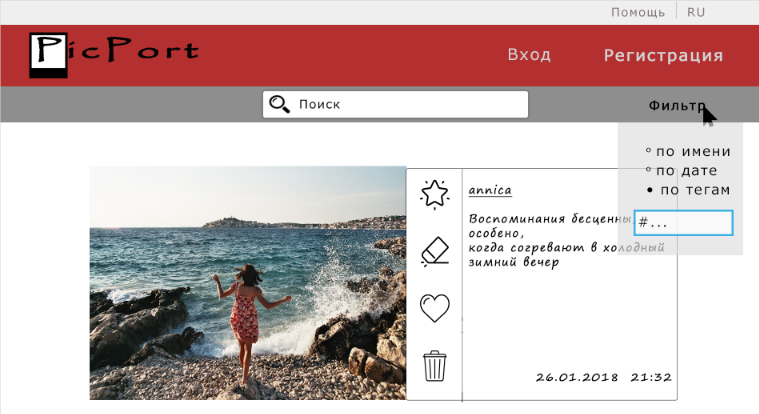 Помощь RU
PicPort
Вход Регистрация
Поиск
Фильтр
по имени
по дате
по тегам
#...
annica
Воспоминания бесценны,
особено,
когда согревают в холодный
зимний вечер
26.01.2018 21:32